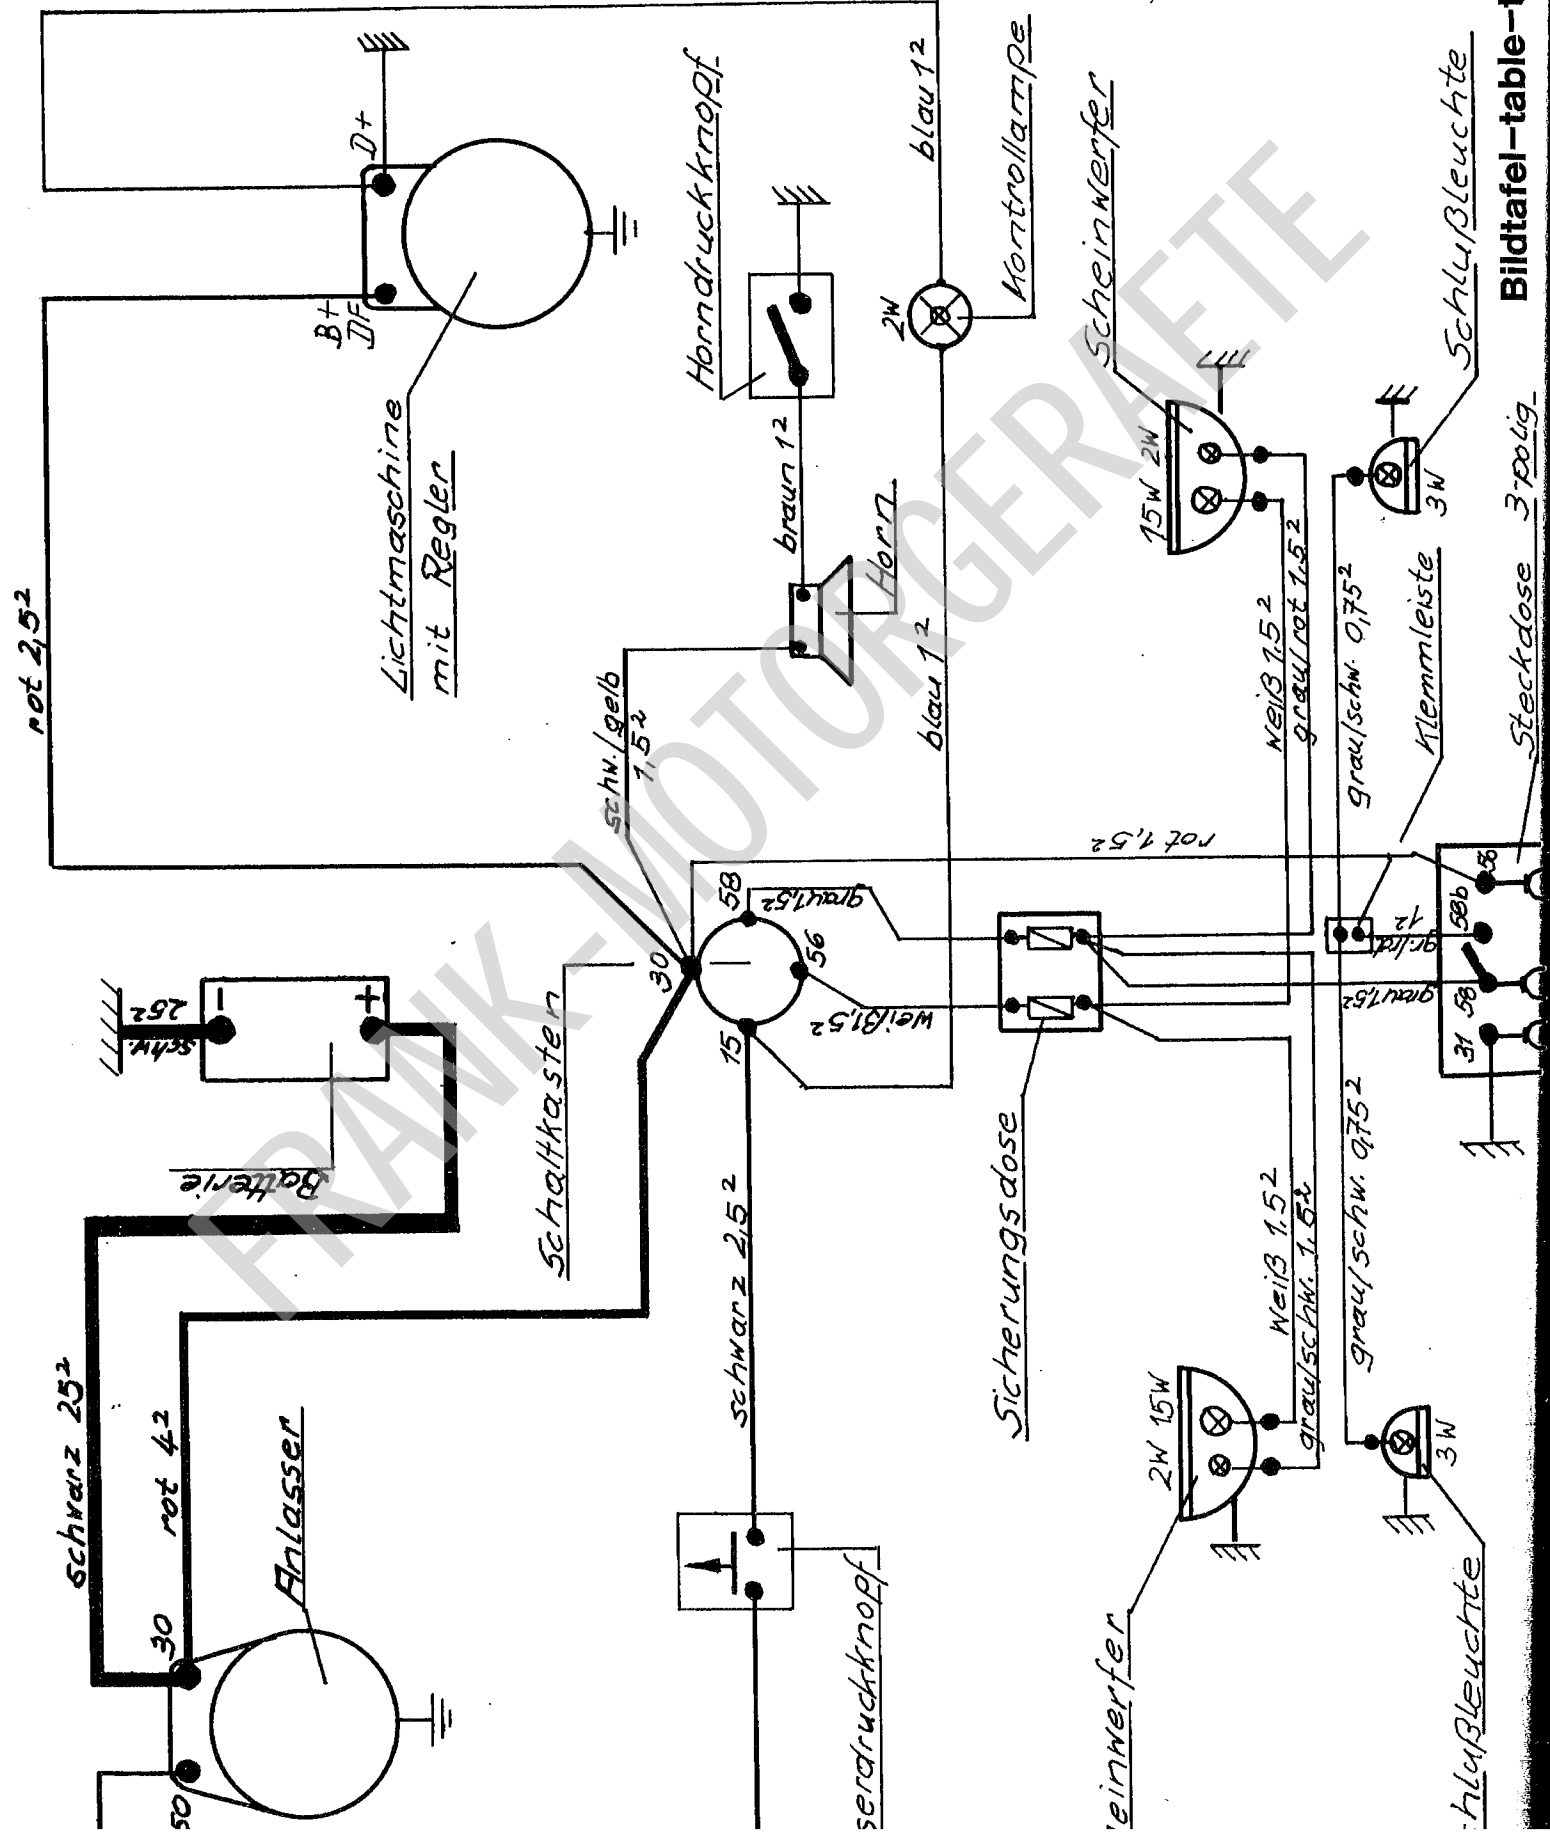 Bildtafel-table-t
rot 2,5²
D+
B+
DF
Lichtmaschine
mit Regler
Horndruckknopf
braun 1²
Horn
schw./gelb
1,5²
blau 1²
2W
Kontrollampe
blau 1²
Scheinwerfer
15W 2W
weiß 1.5²
grau/rot 1.5²
Schlußleuchte
3W
grau/schw. 0,75²
Klemmleiste
Steckdose 3-polig
rot 1,5²
schw.
25²
-
+
Batterie
Schaltkasten
30
58
56
15
grau 1,5²
weiß 1,5²
Sicherungsdose
31
58
58b
gr./rd
1²
grau 1,5²
schwarz 25²
rot 4²
30
50
Anlasser
schwarz 2,5²
serdruckknopf
weiß 1.5²
grau/schw. 1.5²
2W 15W
einwerfer
grau/schw. 0,75²
3W
hlußleuchte
FRANK-MOTORGERAETE